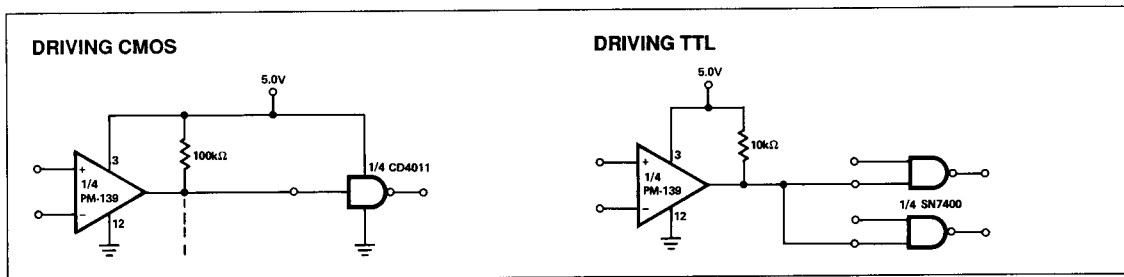 DRIVING CMOS
5.0V
3
100kΩ
1/4 CD4011
+
1/4
PM-139
−
12
DRIVING TTL
5.0V
3
10kΩ
+
1/4
PM-139
−
12
1/4 SN7400